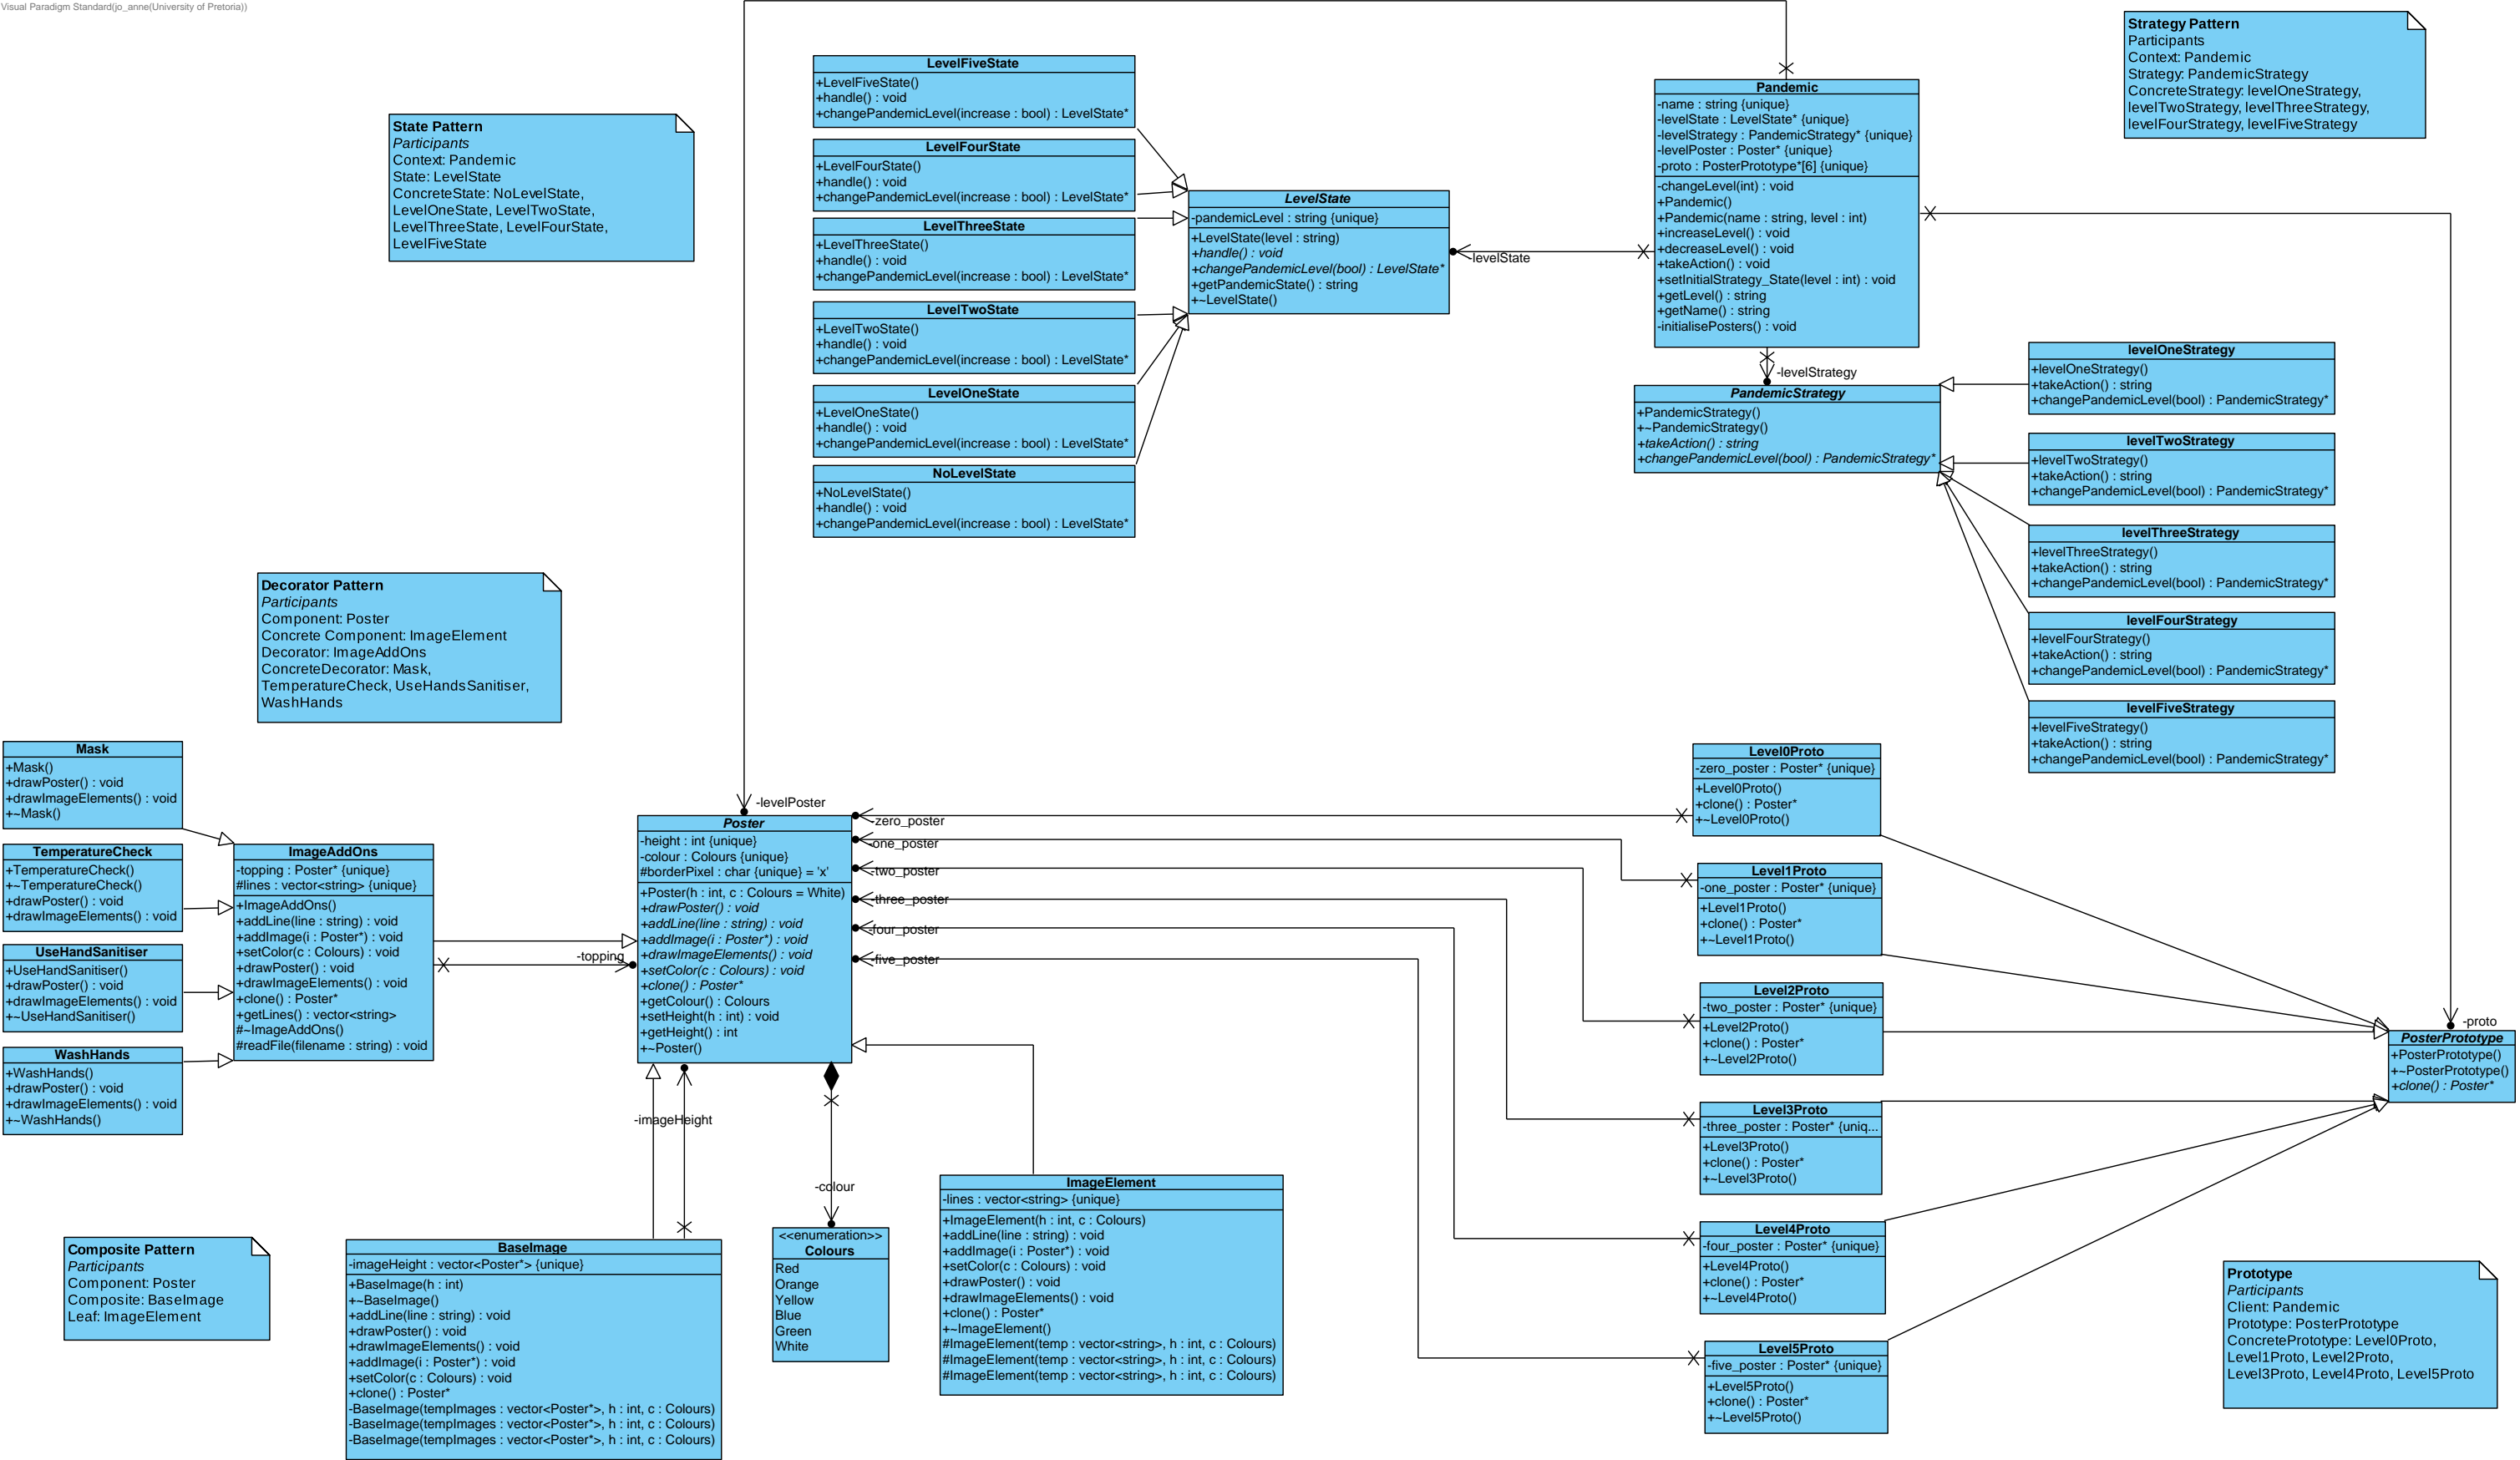 Visual Paradigm Standard(jo_anne(University of Pretoria))
Strategy Pattern
Participants
Context: Pandemic
Strategy: PandemicStrategy
ConcreteStrategy: levelOneStrategy,
levelTwoStrategy, levelThreeStrategy,
levelFourStrategy, levelFiveStrategy
State Pattern
Participants
Context: Pandemic
State: LevelState
ConcreteState: NoLevelState,
LevelOneState, LevelTwoState,
LevelThreeState, LevelFourState,
LevelFiveState
LevelFiveState
+LevelFiveState()
+handle() : void
+changePandemicLevel(increase : bool) : LevelState*
LevelFourState
+LevelFourState()
+handle() : void
+changePandemicLevel(increase : bool) : LevelState*
LevelThreeState
+LevelThreeState()
+handle() : void
+changePandemicLevel(increase : bool) : LevelState*
LevelTwoState
+LevelTwoState()
+handle() : void
+changePandemicLevel(increase : bool) : LevelState*
LevelOneState
+LevelOneState()
+handle() : void
+changePandemicLevel(increase : bool) : LevelState*
NoLevelState
+NoLevelState()
+handle() : void
+changePandemicLevel(increase : bool) : LevelState*
LevelState
-pandemicLevel : string {unique}
+LevelState(level : string)
+handle() : void
+changePandemicLevel(bool) : LevelState*
+getPandemicState() : string
+~LevelState()
-levelState
Pandemic
-name : string {unique}
-levelState : LevelState* {unique}
-levelStrategy : PandemicStrategy* {unique}
-levelPoster : Poster* {unique}
-proto : PosterPrototype*[6] {unique}
-changeLevel(int) : void
+Pandemic()
+Pandemic(name : string, level : int)
+increaseLevel() : void
+decreaseLevel() : void
+takeAction() : void
+setInitialStrategy_State(level : int) : void
+getLevel() : string
+getName() : string
-initialisePosters() : void
-levelStrategy
PandemicStrategy
+PandemicStrategy()
+~PandemicStrategy()
+takeAction() : string
+changePandemicLevel(bool) : PandemicStrategy*
levelOneStrategy
+levelOneStrategy()
+takeAction() : string
+changePandemicLevel(bool) : PandemicStrategy*
levelTwoStrategy
+levelTwoStrategy()
+takeAction() : string
+changePandemicLevel(bool) : PandemicStrategy*
levelThreeStrategy
+levelThreeStrategy()
+takeAction() : string
+changePandemicLevel(bool) : PandemicStrategy*
levelFourStrategy
+levelFourStrategy()
+takeAction() : string
+changePandemicLevel(bool) : PandemicStrategy*
levelFiveStrategy
+levelFiveStrategy()
+takeAction() : string
+changePandemicLevel(bool) : PandemicStrategy*
Decorator Pattern
Participants
Component: Poster
Concrete Component: ImageElement
Decorator: ImageAddOns
ConcreteDecorator: Mask,
TemperatureCheck, UseHandsSanitiser,
WashHands
Mask
+Mask()
+drawPoster() : void
+drawImageElements() : void
+~Mask()
TemperatureCheck
+TemperatureCheck()
+~TemperatureCheck()
+drawPoster() : void
+drawImageElements() : void
UseHandSanitiser
+UseHandSanitiser()
+drawPoster() : void
+drawImageElements() : void
+~UseHandSanitiser()
WashHands
+WashHands()
+drawPoster() : void
+drawImageElements() : void
+~WashHands()
ImageAddOns
-topping : Poster* {unique}
#lines : vector<string> {unique}
+ImageAddOns()
+addLine(line : string) : void
+addImage(i : Poster*) : void
+setColor(c : Colours) : void
+drawPoster() : void
+drawImageElements() : void
+clone() : Poster*
+getLines() : vector<string>
#~ImageAddOns()
#readFile(filename : string) : void
-topping
-levelPoster
Poster
-height : int {unique}
-colour : Colours {unique}
#borderPixel : char {unique} = 'x'
+Poster(h : int, c : Colours = White)
+drawPoster() : void
+addLine(line : string) : void
+addImage(i : Poster*) : void
+drawImageElements() : void
+setColor(c : Colours) : void
+clone() : Poster*
+getColour() : Colours
+setHeight(h : int) : void
+getHeight() : int
+~Poster()
-zero_poster
-one_poster
-two_poster
-three_poster
-four_poster
-five_poster
Level0Proto
-zero_poster : Poster* {unique}
+Level0Proto()
+clone() : Poster*
+~Level0Proto()
Level1Proto
-one_poster : Poster* {unique}
+Level1Proto()
+clone() : Poster*
+~Level1Proto()
Level2Proto
-two_poster : Poster* {unique}
+Level2Proto()
+clone() : Poster*
+~Level2Proto()
Level3Proto
-three_poster : Poster* {uniq...
+Level3Proto()
+clone() : Poster*
+~Level3Proto()
Level4Proto
-four_poster : Poster* {unique}
+Level4Proto()
+clone() : Poster*
+~Level4Proto()
Level5Proto
-five_poster : Poster* {unique}
+Level5Proto()
+clone() : Poster*
+~Level5Proto()
-proto
PosterPrototype
+PosterPrototype()
+~PosterPrototype()
+clone() : Poster*
-imageHeight
-colour
Composite Pattern
Participants
Component: Poster
Composite: BaseImage
Leaf: ImageElement
BaseImage
-imageHeight : vector<Poster*> {unique}
+BaseImage(h : int)
+~BaseImage()
+addLine(line : string) : void
+drawPoster() : void
+drawImageElements() : void
+addImage(i : Poster*) : void
+setColor(c : Colours) : void
+clone() : Poster*
-BaseImage(tempImages : vector<Poster*>, h : int, c : Colours)
-BaseImage(tempImages : vector<Poster*>, h : int, c : Colours)
-BaseImage(tempImages : vector<Poster*>, h : int, c : Colours)
<<enumeration>>
Colours
Red
Orange
Yellow
Blue
Green
White
ImageElement
-lines : vector<string> {unique}
+ImageElement(h : int, c : Colours)
+addLine(line : string) : void
+addImage(i : Poster*) : void
+setColor(c : Colours) : void
+drawPoster() : void
+drawImageElements() : void
+clone() : Poster*
+~ImageElement()
#ImageElement(temp : vector<string>, h : int, c : Colours)
#ImageElement(temp : vector<string>, h : int, c : Colours)
#ImageElement(temp : vector<string>, h : int, c : Colours)
Prototype
Participants
Client: Pandemic
Prototype: PosterPrototype
ConcretePrototype: Level0Proto,
Level1Proto, Level2Proto,
Level3Proto, Level4Proto, Level5Proto